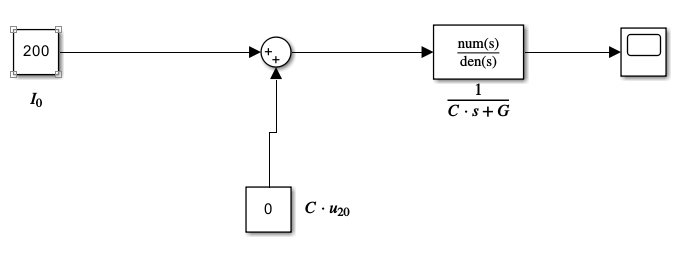 200
+
+
num(s)
den(s)
1
C · s + G
I₀
0
C · u₂₀